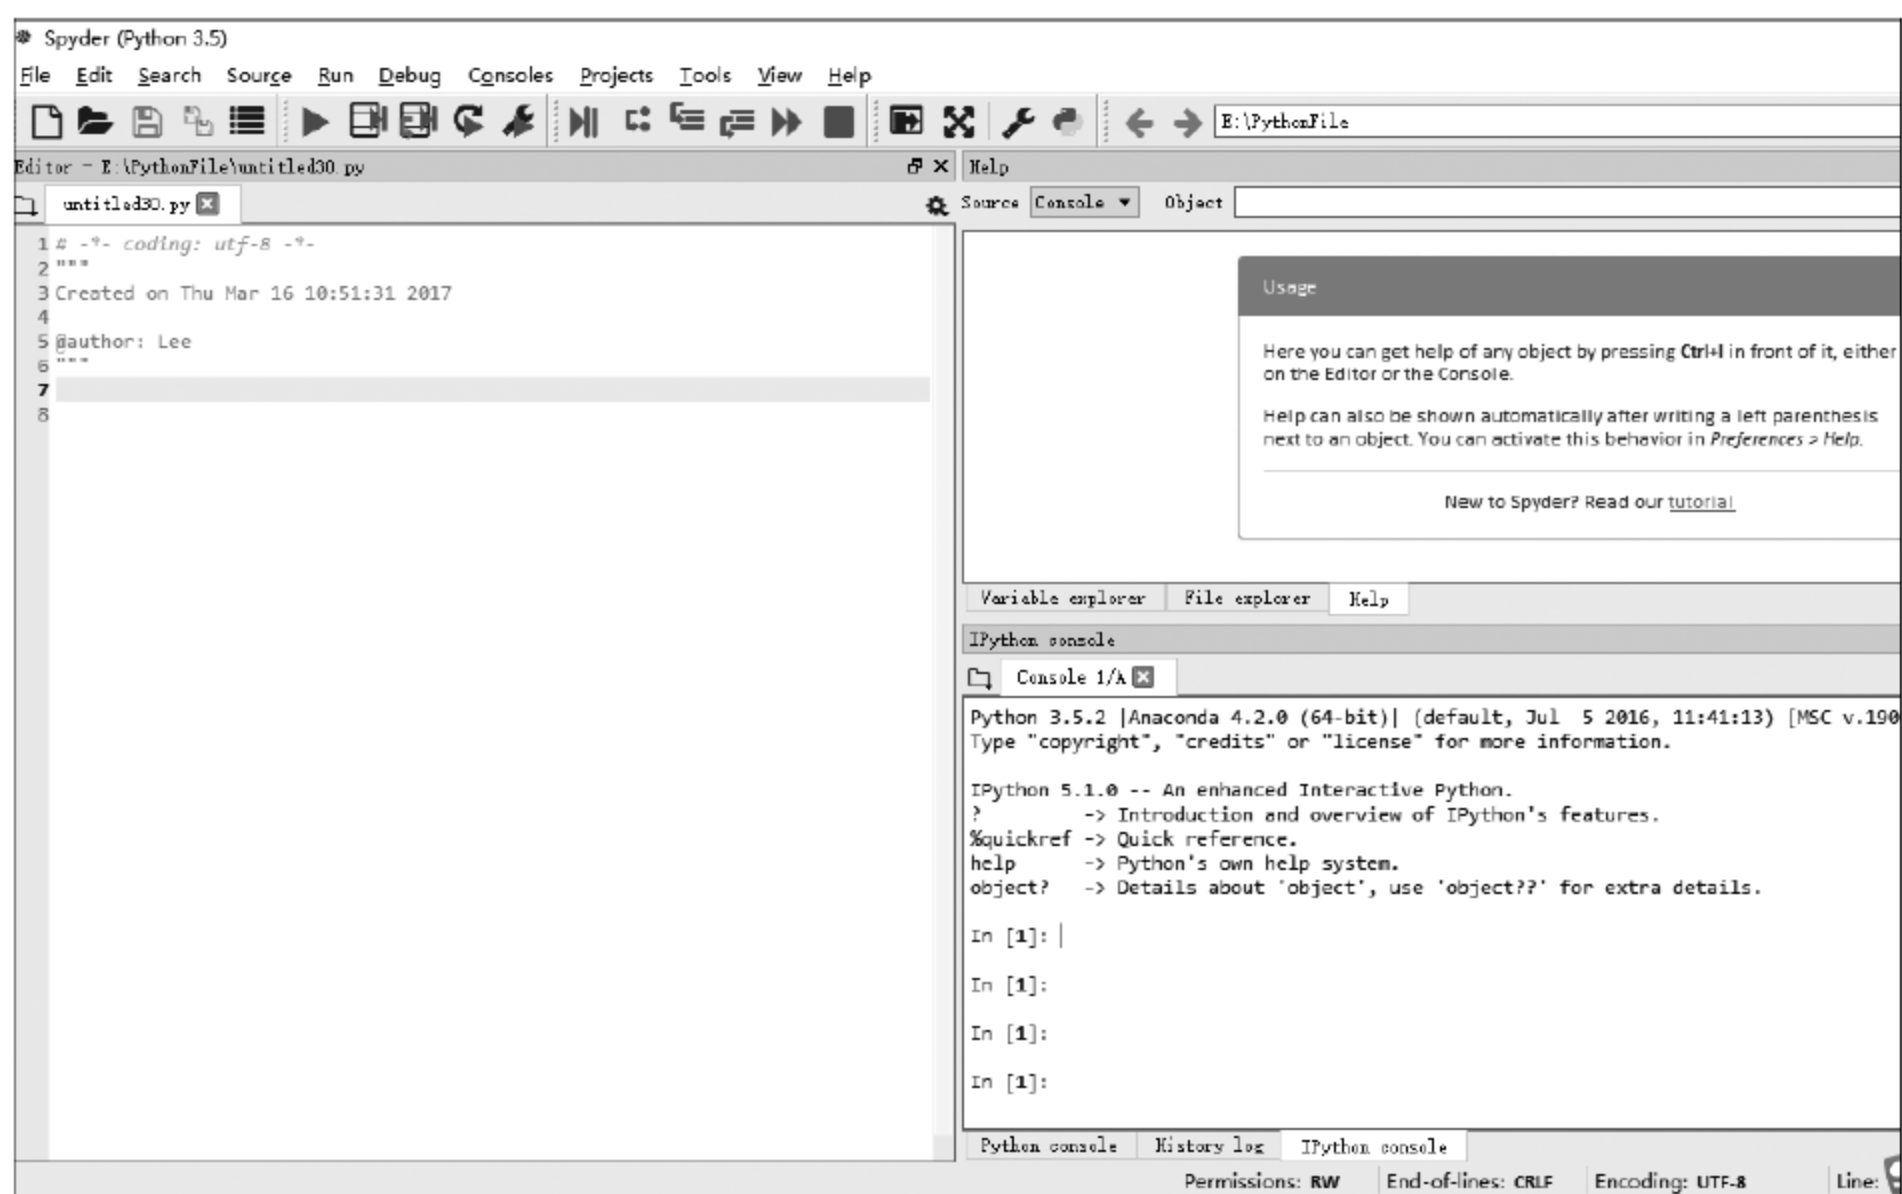 Spyder (Python 3.5)
File Edit Search Source Run Debug Consoles Projects Tools View Help
E:\PythonFile
Editor - E:\PythonFile\untitled30.py
untitled30.py
1 # -*- coding: utf-8 -*-
2 """
3 Created on Thu Mar 16 10:51:31 2017
4
5 @author: Lee
6 """
7
8
Help
Source Console Object
Usage
Here you can get help of any object by pressing Ctrl+I in front of it, either
on the Editor or the Console.
Help can also be shown automatically after writing a left parenthesis
next to an object. You can activate this behavior in Preferences > Help.
New to Spyder? Read our tutorial
Variable explorer File explorer Help
IPython console
Console 1/A
Python 3.5.2 |Anaconda 4.2.0 (64-bit)| (default, Jul 5 2016, 11:41:13) [MSC v.190
Type "copyright", "credits" or "license" for more information.
IPython 5.1.0 -- An enhanced Interactive Python.
? -> Introduction and overview of IPython's features.
%quickref -> Quick reference.
help -> Python's own help system.
object? -> Details about 'object', use 'object??' for extra details.
In [1]:
In [1]:
In [1]:
In [1]:
Python console History log IPython console
Permissions: RW End-of-lines: CRLF Encoding: UTF-8 Line: